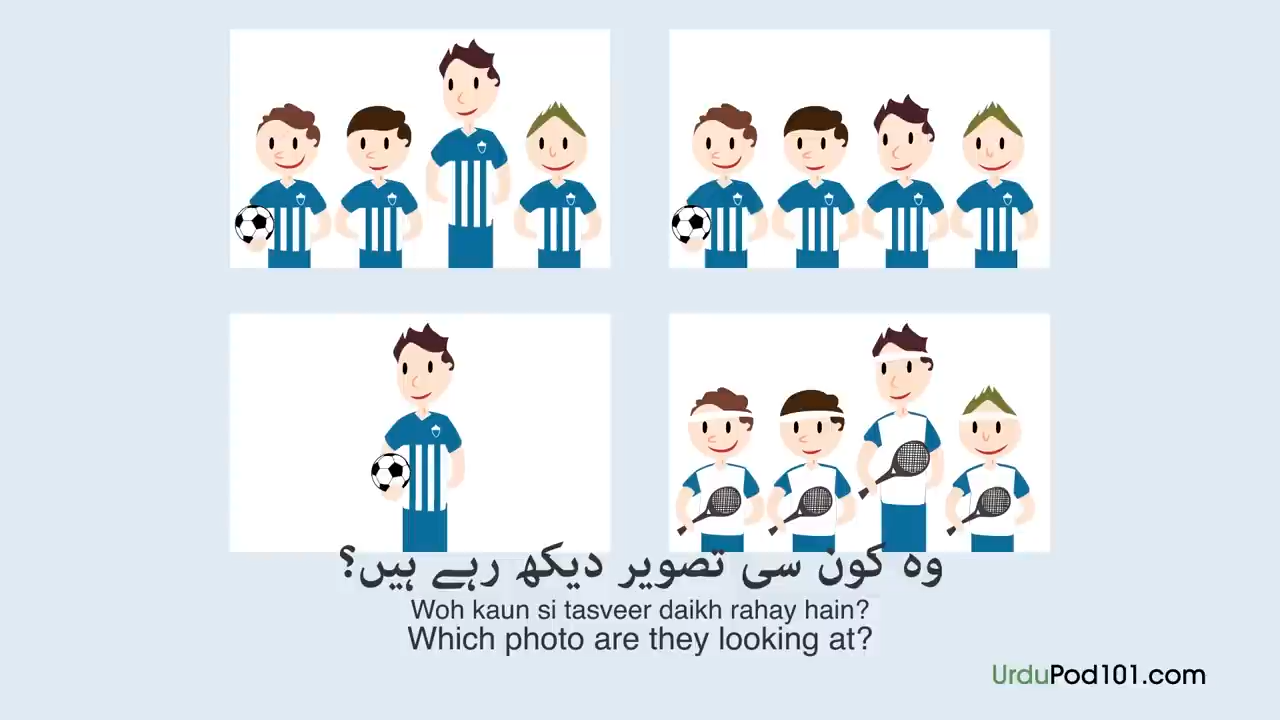 وہ کون سی تصویر دیکھ رہے ہیں؟
Woh kaun si tasveer daikh rahay hain?
Which photo are they looking at?
UrduPod101.com